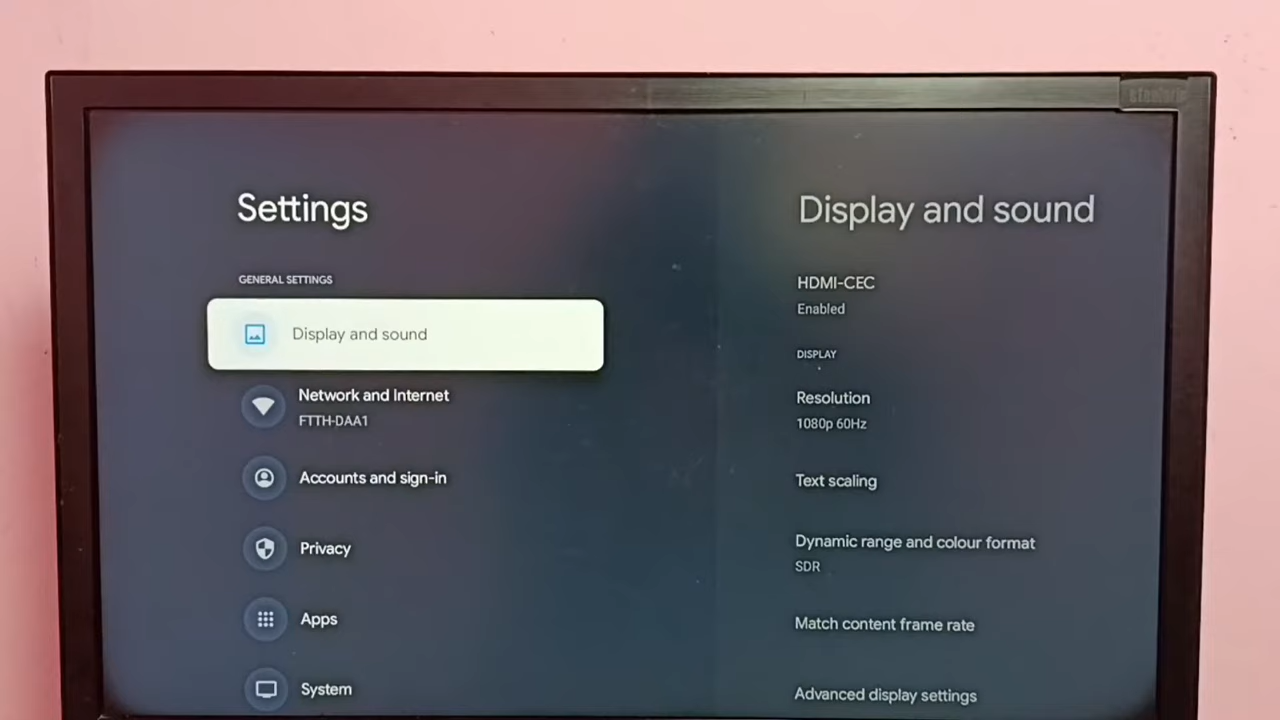 Settings
GENERAL SETTINGS
Display and sound
Network and Internet
FTTH-DAA1
Accounts and sign-in
Privacy
Apps
System
Display and sound
HDMI-CEC
Enabled
DISPLAY
Resolution
1080p 60Hz
Text scaling
Dynamic range and colour format
SDR
Match content frame rate
Advanced display settings